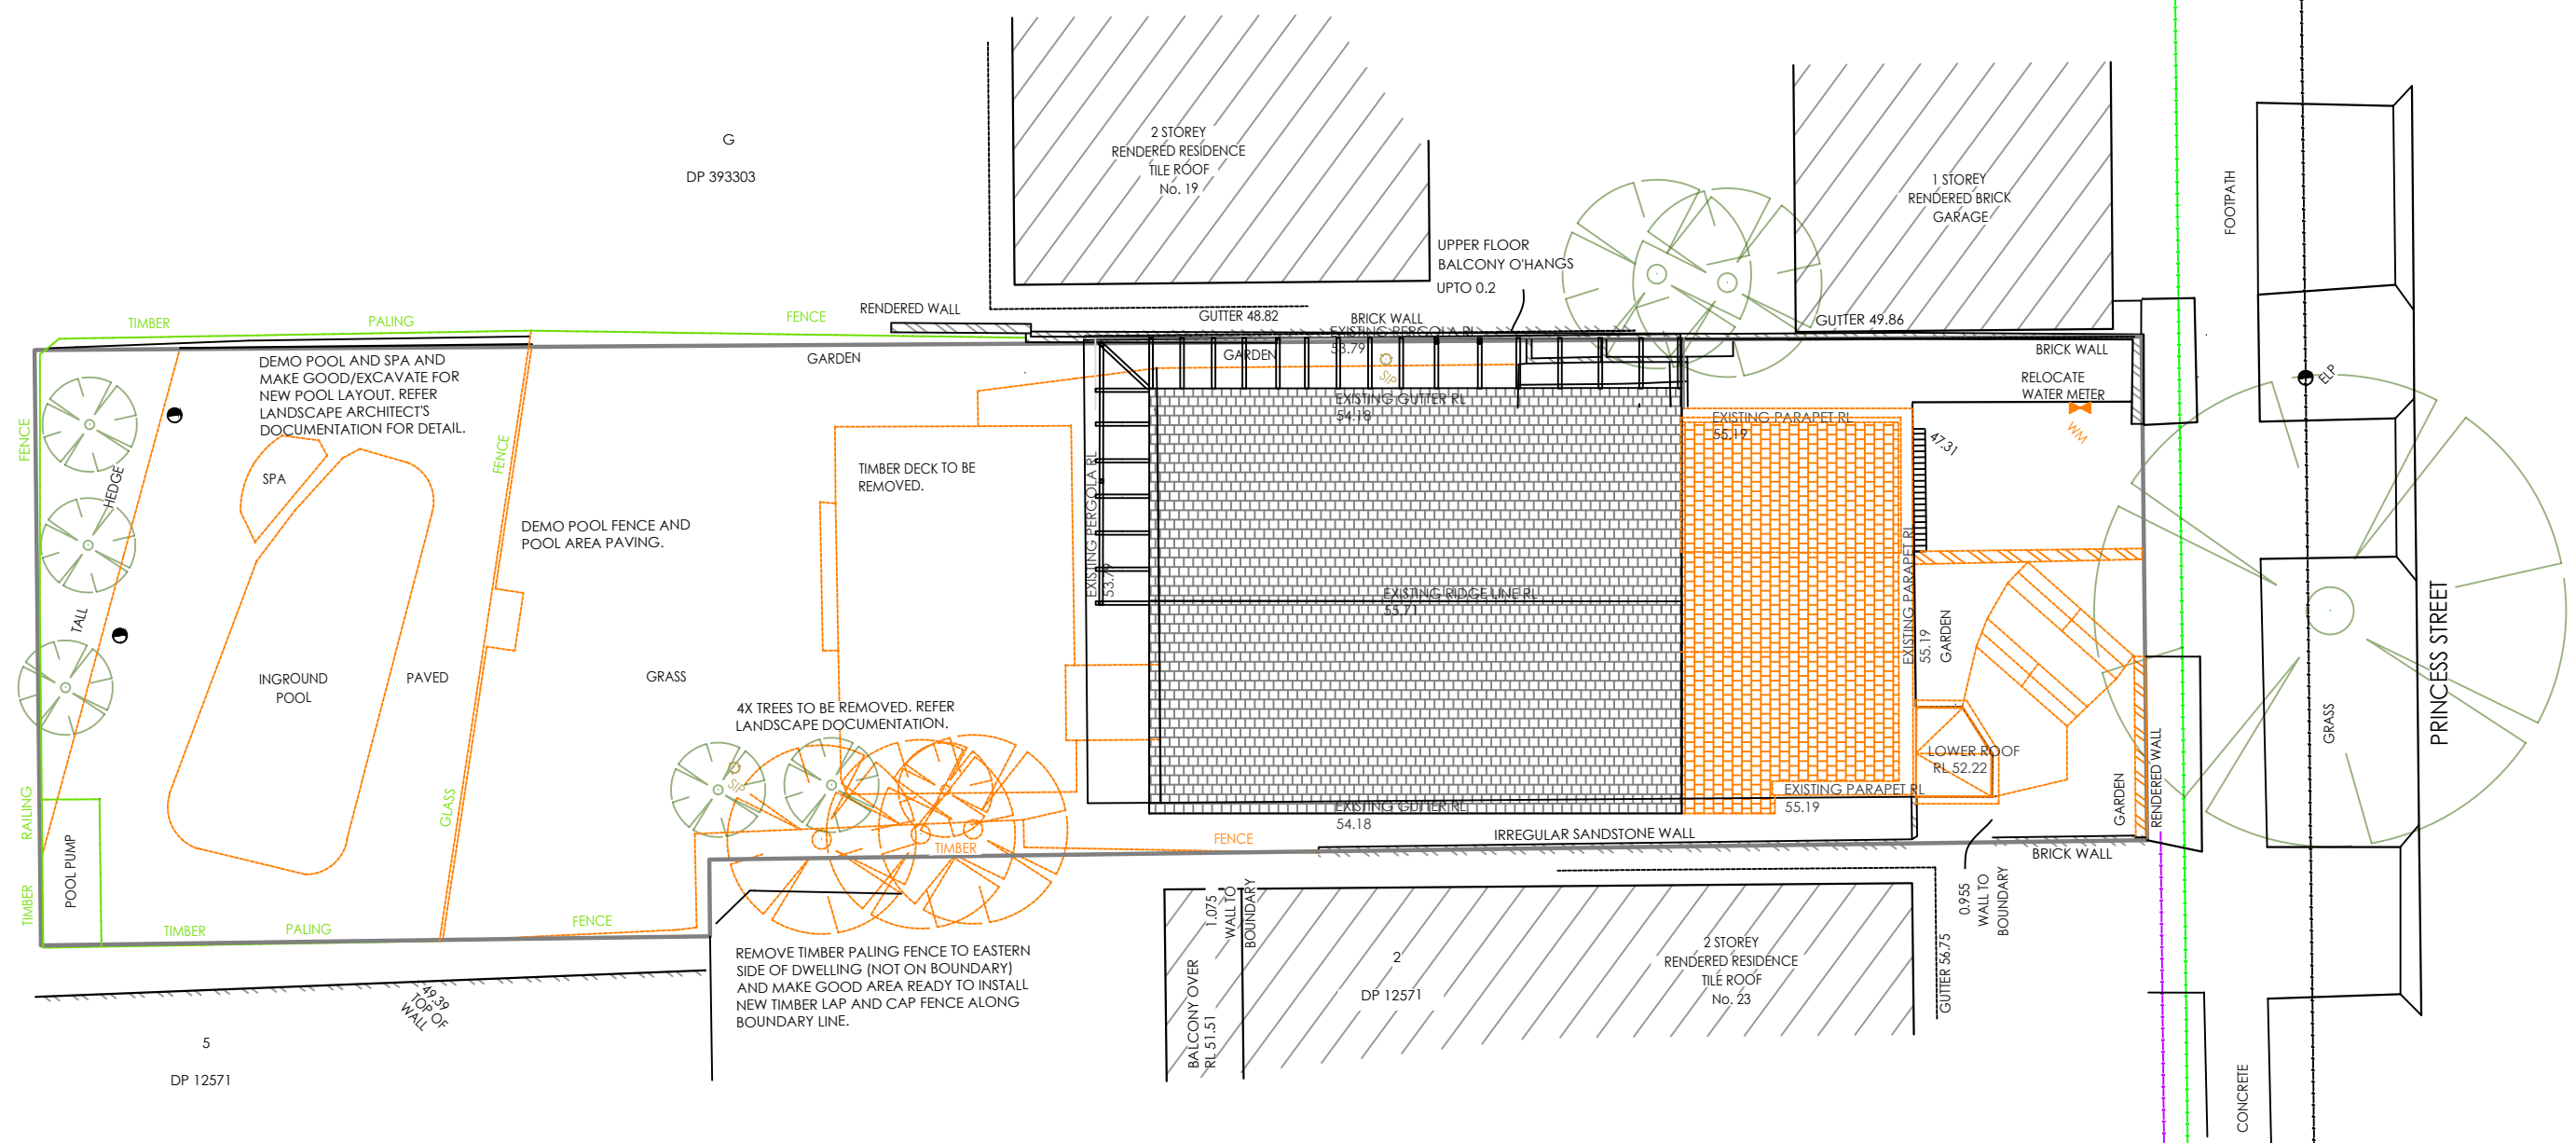 G
DP 393303
2 STOREY
RENDERED RESIDENCE
TILE ROOF
No. 19
1 STOREY
RENDERED BRICK
GARAGE
FOOTPATH
UPPER FLOOR
BALCONY O'HANGS
UPTO 0.2
TIMBER
PALING
FENCE
RENDERED WALL
GUTTER 48.82
BRICK WALL
EXISTING PERGOLA RL
53.79
GUTTER 49.86
GARDEN
GARDEN
SIP
BRICK WALL
RELOCATE
WATER METER
WM
ELP
DEMO POOL AND SPA AND
MAKE GOOD/EXCAVATE FOR
NEW POOL LAYOUT. REFER
LANDSCAPE ARCHITECT'S
DOCUMENTATION FOR DETAIL.
FENCE
HEDGE
TALL
SPA
FENCE
EXISTING GUTTER RL
54.18
EXISTING PARAPET RL
55.19
47.31
TIMBER DECK TO BE
REMOVED.
DEMO POOL FENCE AND
POOL AREA PAVING.
EXISTING PERGOLA RL
53.79
EXISTING RIDGE LINE RL
55.71
EXISTING PARAPET RL
55.19
GARDEN
INGROUND
POOL
PAVED
GRASS
4X TREES TO BE REMOVED. REFER
LANDSCAPE DOCUMENTATION.
SIP
LOWER ROOF
RL 52.22
PRINCESS STREET
GRASS
RAILING
TIMBER
POOL PUMP
GLASS
EXISTING GUTTER RL
54.18
EXISTING PARAPET RL
55.19
GARDEN
RENDERED WALL
TIMBER
FENCE
IRREGULAR SANDSTONE WALL
BRICK WALL
TIMBER
PALING
FENCE
REMOVE TIMBER PALING FENCE TO EASTERN
SIDE OF DWELLING (NOT ON BOUNDARY)
AND MAKE GOOD AREA READY TO INSTALL
NEW TIMBER LAP AND CAP FENCE ALONG
BOUNDARY LINE.
1.075
WALL TO
BOUNDARY
BALCONY OVER
RL 51.51
2
DP 12571
2 STOREY
RENDERED RESIDENCE
TILE ROOF
No. 23
GUTTER 56.75
0.955
WALL TO
BOUNDARY
49.39
TOP OF
WALL
5
DP 12571
CONCRETE